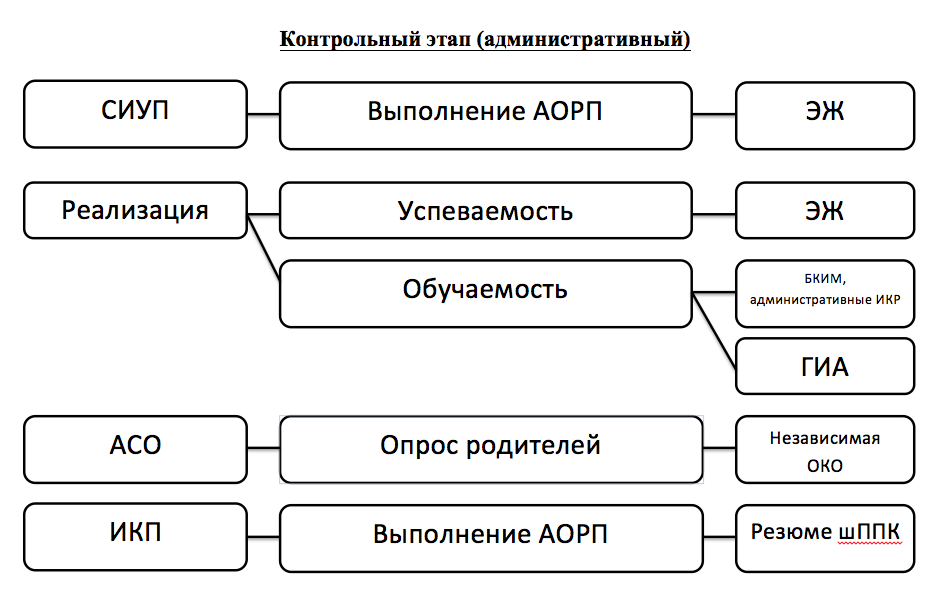 Контрольный этап (административный)
СИУП
Выполнение АОРП
ЭЖ
Реализация
Успеваемость
ЭЖ
Обучаемость
БКИМ,
административные ИКР
ГИА
АСО
Опрос родителей
Независимая
ОКО
ИКП
Выполнение АОРП
Резюме шППК